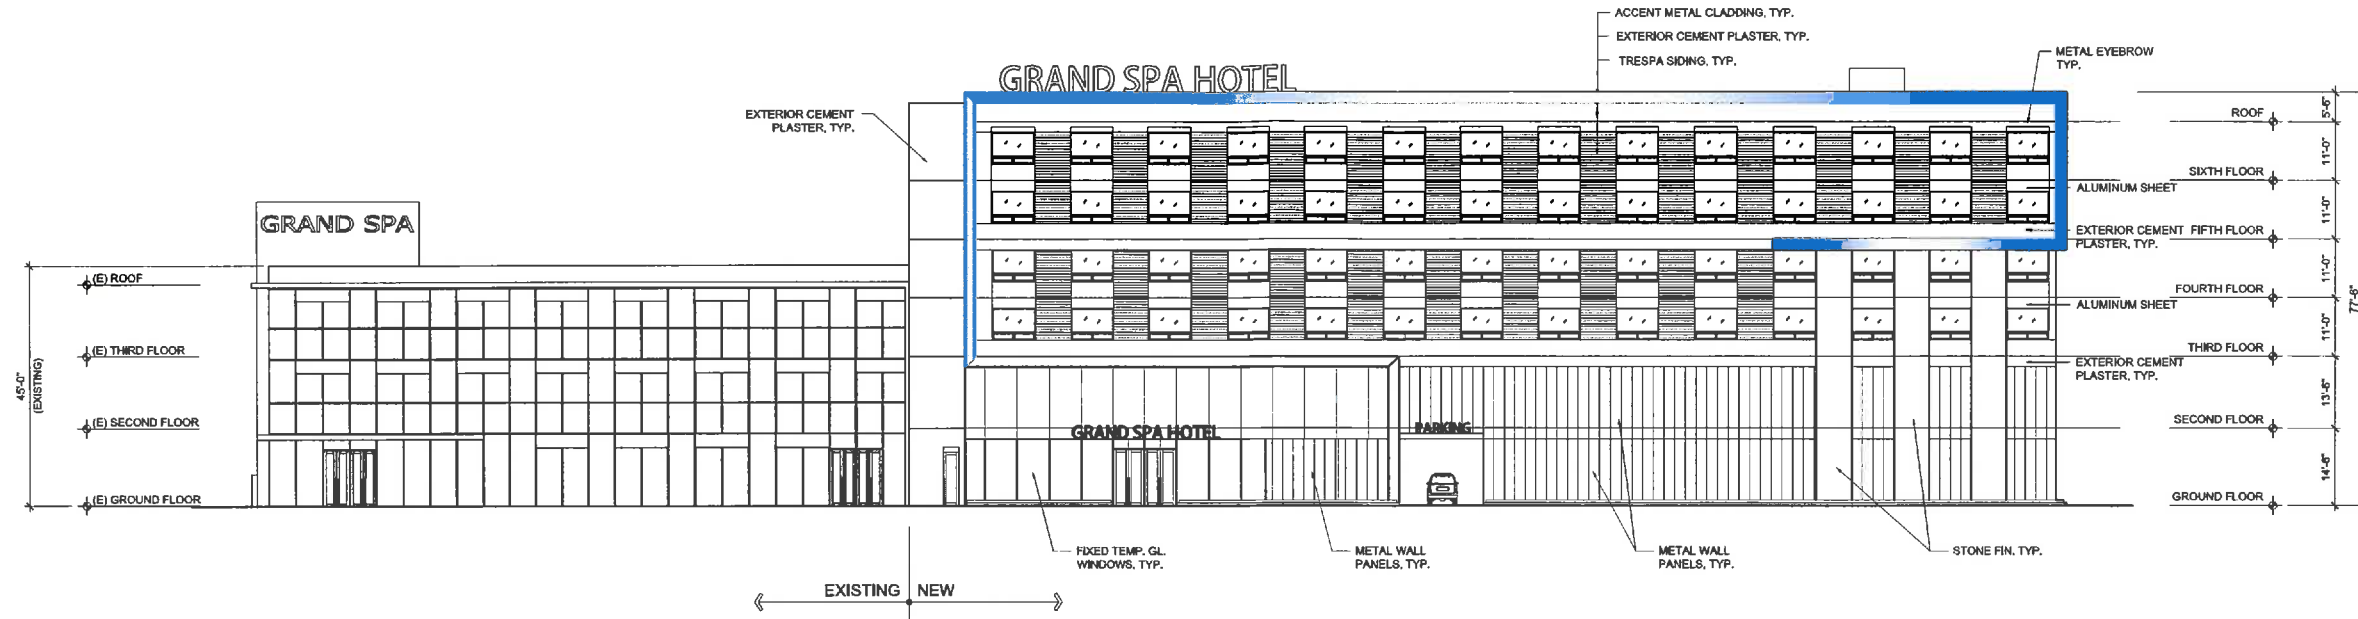 ACCENT METAL CLADDING, TYP.
EXTERIOR CEMENT PLASTER, TYP.
TRESPA SIDING, TYP.
METAL EYEBROW
TYP.
GRAND SPA HOTEL
EXTERIOR CEMENT
PLASTER, TYP.
ROOF
5'-6"
11'-0"
SIXTH FLOOR
ALUMINUM SHEET
11'-0"
GRAND SPA
EXTERIOR CEMENT
PLASTER, TYP.
FIFTH FLOOR
(E) ROOF
11'-0"
FOURTH FLOOR
ALUMINUM SHEET
77'-6"
11'-0"
(E) THIRD FLOOR
THIRD FLOOR
EXTERIOR CEMENT
PLASTER, TYP.
45'-0"
(EXISTING)
13'-6"
(E) SECOND FLOOR
GRAND SPA HOTEL
PARKING
SECOND FLOOR
14'-6"
(E) GROUND FLOOR
GROUND FLOOR
FIXED TEMP. GL.
WINDOWS, TYP.
METAL WALL
PANELS, TYP.
METAL WALL
PANELS, TYP.
STONE FIN, TYP.
EXISTING
NEW